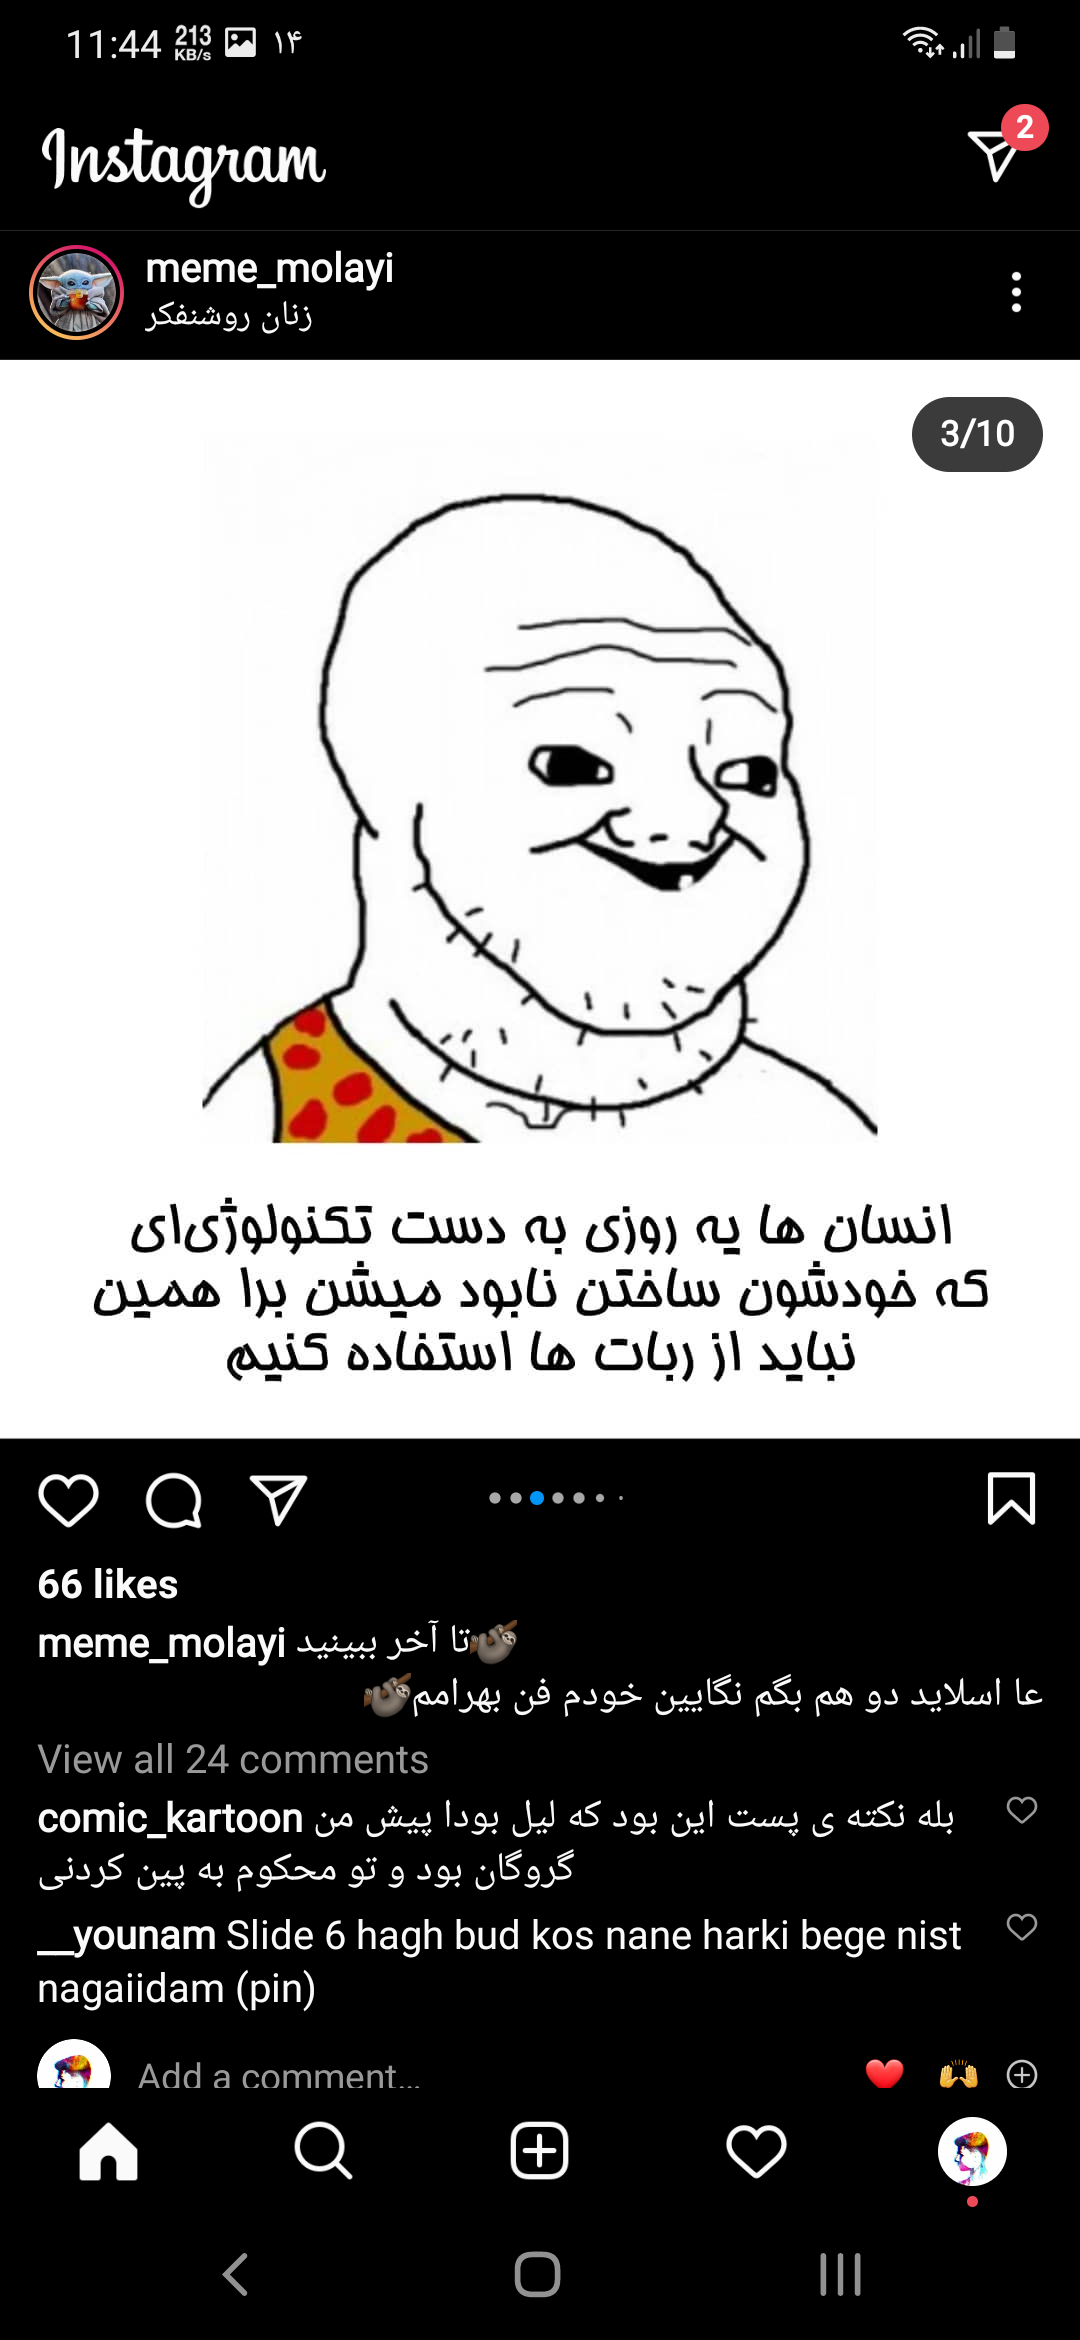 11:44 213 KB/s ۱۴
Instagram
2
meme_molayi
زنان روشنفکر
3/10
انسان ها یه روزی به دست تکنولوژی‌ای
که خودشون ساختن نابود میشن برا همین
نباید از ربات ها استفاده کنیم
66 likes
meme_molayi تا آخر ببینید🦥
عا اسلاید دو هم بگم نگایین خودم فن بهرامم🦥
View all 24 comments
comic_kartoon بله نکته ی پست این بود که لیل بودا پیش من
گروگان بود و تو محکوم به پین کردنی
__younam Slide 6 hagh bud kos nane harki bege nist
nagaiidam (pin)
Add a comment...